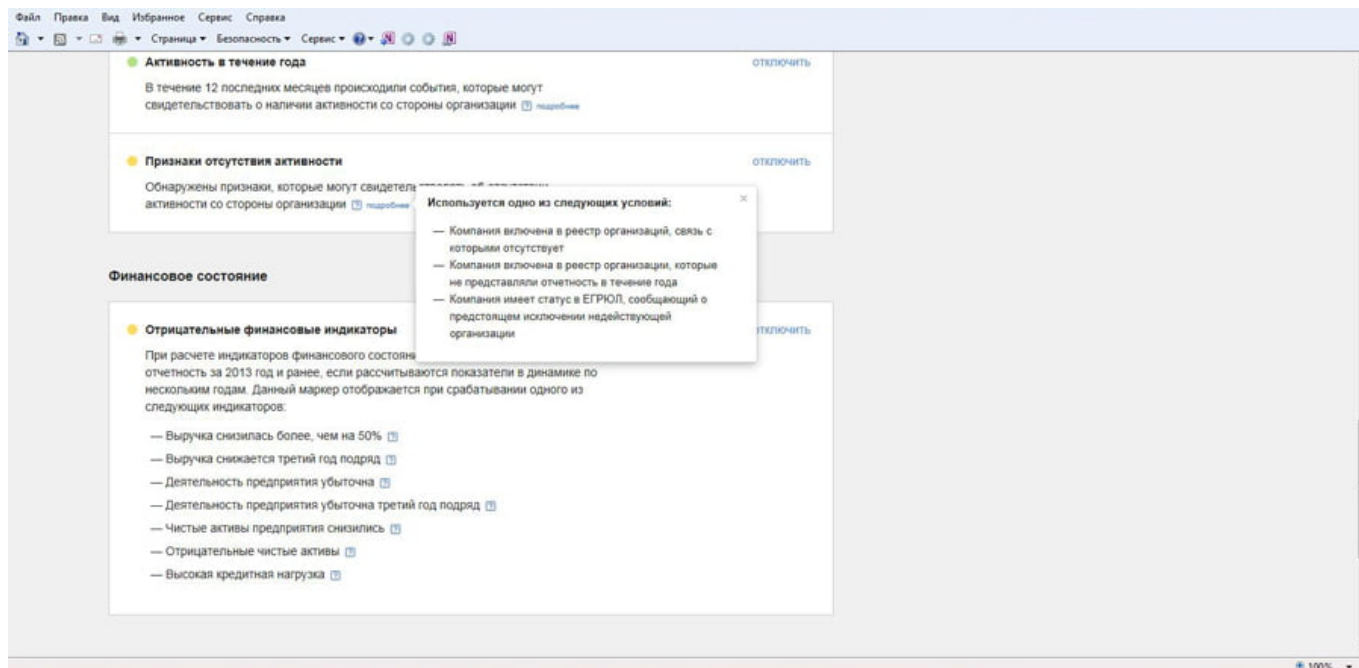 Файл Правка Вид Избранное Сервис Справка
Страница Безопасность Сервис
Активность в течение года отключить
В течение 12 последних месяцев происходили события, которые могут
свидетельствовать о наличии активности со стороны организации ? подробнее
Признаки отсутствия активности отключить
Обнаружены признаки, которые могут
активности со стороны организации ? подробнее
Используется одно из следующих условий: ×
— Компания включена в реестр организаций, связь с
которыми отсутствует
— Компания включена в реестр организации, которые
не представляли отчетность в течение года
— Компания имеет статус в ЕГРЮЛ, сообщающий о
предстоящем исключении недействующей
организации
Финансовое состояние
Отрицательные финансовые индикаторы
При расчете индикаторов финансового
отчетность за 2013 год и ранее, если рассчитываются показатели в динамике по
нескольким годам. Данный маркер отображается при срабатывании одного из
следующих индикаторов:
— Выручка снизилась более, чем на 50% ?
— Выручка снижается третий год подряд ?
— Деятельность предприятия убыточна ?
— Деятельность предприятия убыточна третий год подряд ?
— Чистые активы предприятия снизились ?
— Отрицательные чистые активы ?
— Высокая кредитная нагрузка ?
100%